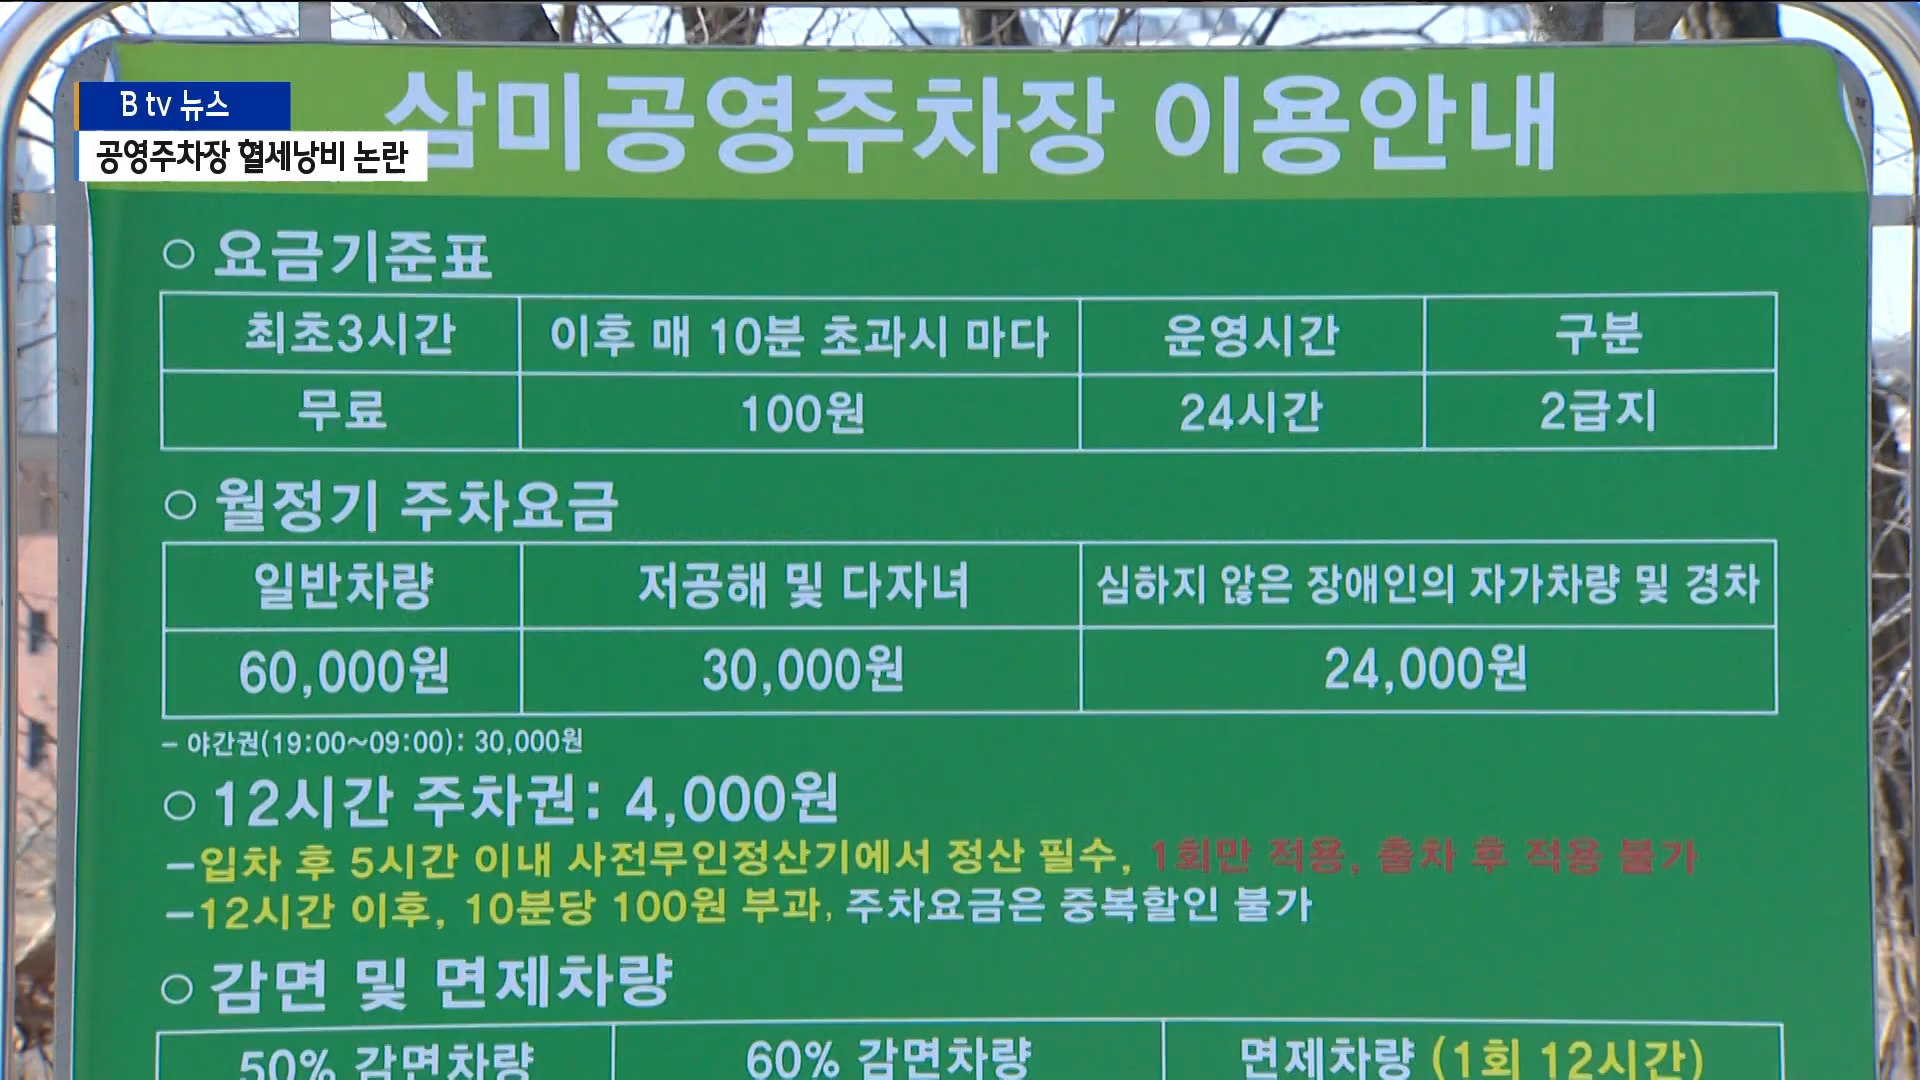 B tv 뉴스
공영주차장 혈세낭비 논란
삼미공영주차장 이용안내
○ 요금기준표
최초3시간 이후 매 10분 초과시 마다 운영시간 구분
무료 100원 24시간 2급지
○ 월정기 주차요금
일반차량 저공해 및 다자녀 심하지 않은 장애인의 자가차량 및 경차
60,000원 30,000원 24,000원
- 야간권(19:00~09:00): 30,000원
○ 12시간 주차권: 4,000원
-입차 후 5시간 이내 사전무인정산기에서 정산 필수, 1회만 적용, 출차 후 적용 불가
-12시간 이후, 10분당 100원 부과, 주차요금은 중복할인 불가
○ 감면 및 면제차량
50% 감면차량 60% 감면차량 면제차량 (1회 12시간)